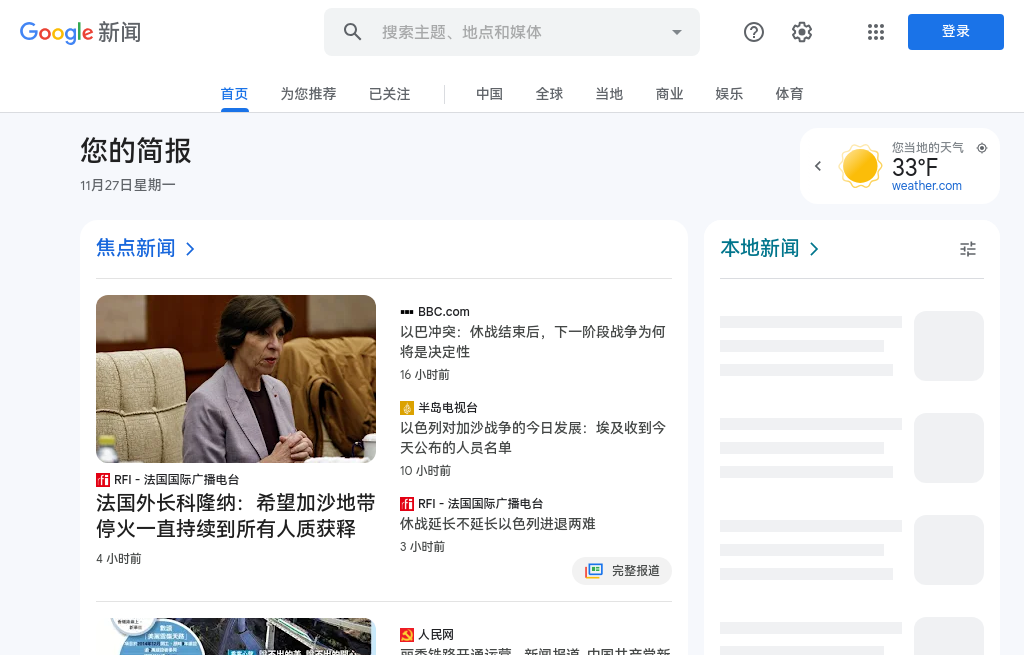 Google 新闻
搜索主题、地点和媒体
登录
首页
为您推荐
已关注
中国
全球
当地
商业
娱乐
体育
您的简报
11月27日星期一
您当地的天气
33°F
weather.com
焦点新闻
RFI - 法国国际广播电台
法国外长科隆纳：希望加沙地带
停火一直持续到所有人质获释
4 小时前
BBC.com
以巴冲突：休战结束后，下一阶段战争为何
将是决定性
16 小时前
半岛电视台
以色列对加沙战争的今日发展：埃及收到今
天公布的人员名单
10 小时前
RFI - 法国国际广播电台
休战延长不延长以色列进退两难
3 小时前
完整报道
人民网
本地新闻